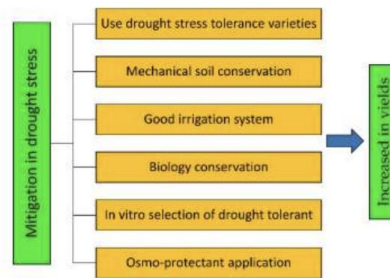 Mitigation in drought stress
Use drought stress tolerance varieties
Mechanical soil conservation
Good irrigation system
Biology conservation
In vitro selection of drought tolerant
Osmo-protectant application
Increased in yields